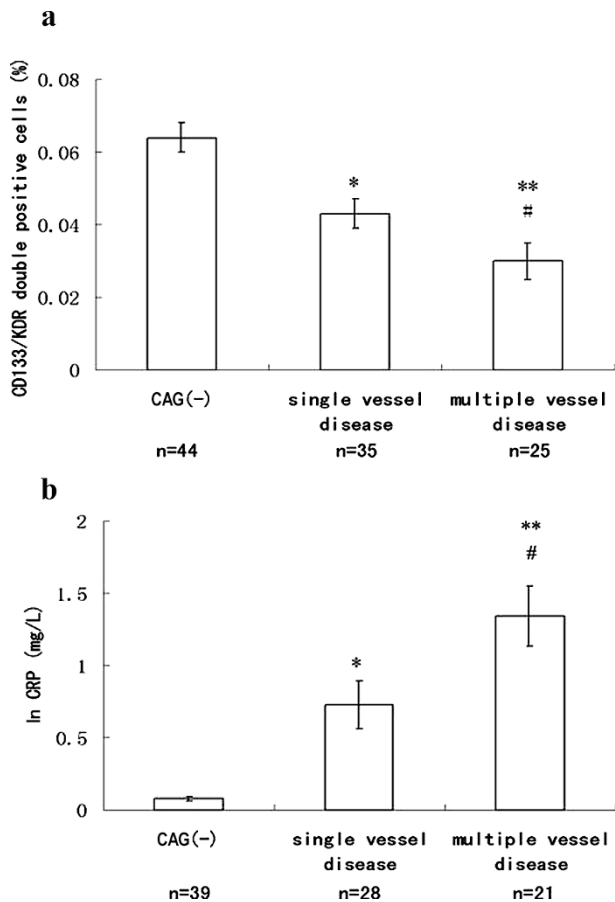 a
CD133/KDR double positive cells (%)
0.08
0.06
0.04
0.02
0
*
**
#
CAG(-)
single vessel
disease
multiple vessel
disease
n=44
n=35
n=25
b
ln CRP (mg/L)
2
1.5
1
0.5
0
*
**
#
CAG(-)
single vessel
disease
multiple vessel
disease
n=39
n=28
n=21